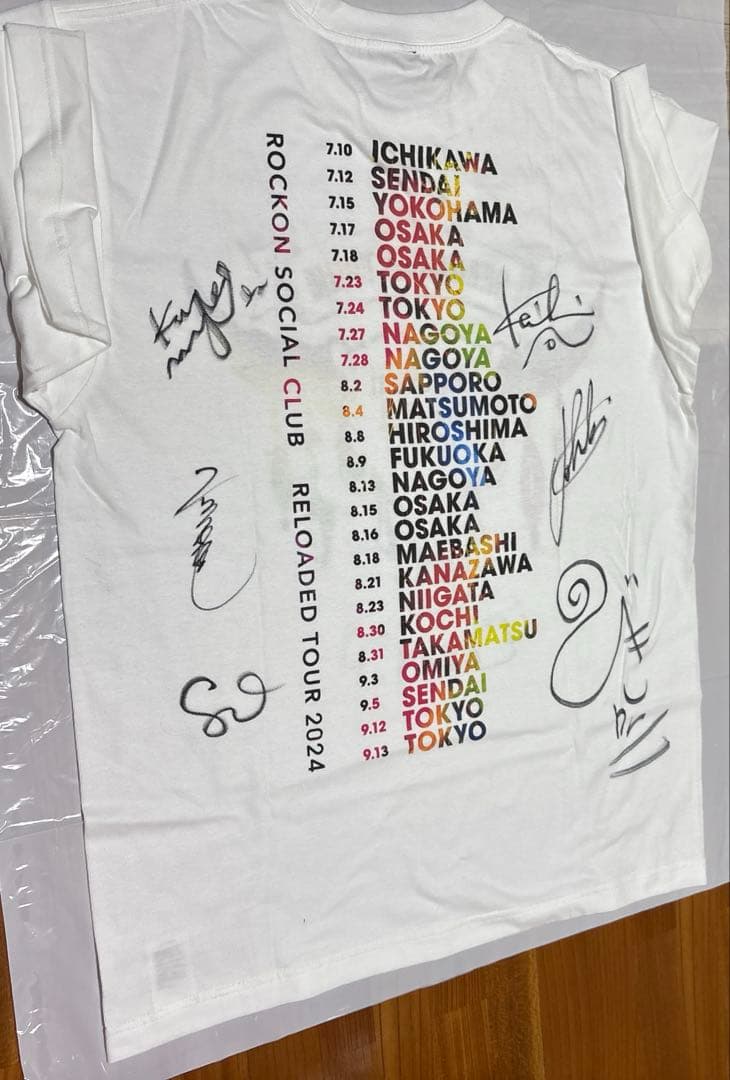 ROCKON SOCIAL CLUB RELOADED TOUR 2024
7.10 ICHIKAWA
7.12 SENDAI
7.15 YOKOHAMA
7.17 OSAKA
7.18 OSAKA
7.23 TOKYO
7.24 TOKYO
7.27 NAGOYA
7.28 NAGOYA
8.2 SAPPORO
8.4 MATSUMOTO
8.8 HIROSHIMA
8.9 FUKUOKA
8.13 NAGOYA
8.15 OSAKA
8.16 OSAKA
8.18 MAEBASHI
8.21 KANAZAWA
8.23 NIIGATA
8.30 KOCHI
8.31 TAKAMATSU
9.3 OMIYA
9.5 SENDAI
9.12 TOKYO
9.13 TOKYO